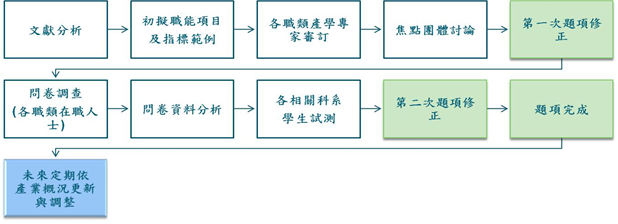 文獻分析
初擬職能項目
及指標範例
各職類產學專
家審訂
焦點團體討論
第一次題項修
正
問卷調查
(各職類在職人
士)
問卷資料分析
各相關科系
學生試測
第二次題項修
正
題項完成
未來定期依
產業概況更新
與調整